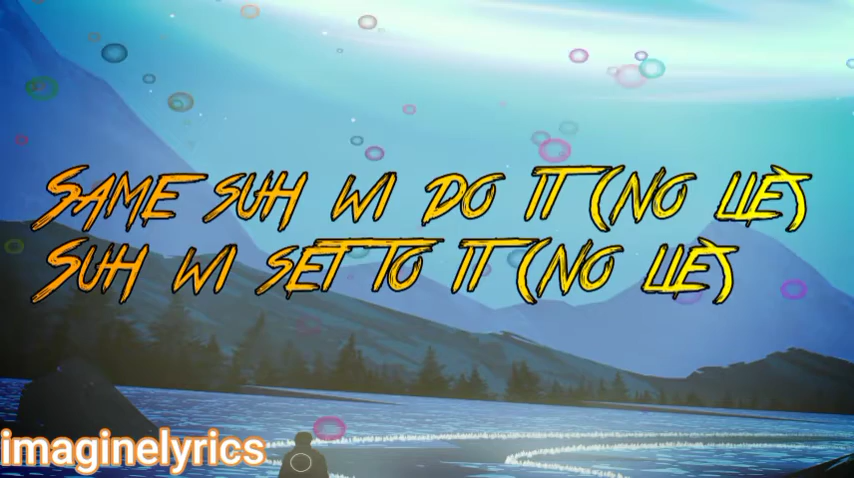 SAME SUH WI DO IT (NO LIE)
SUH WI SET TO IT (NO LIE)
imaginelyrics